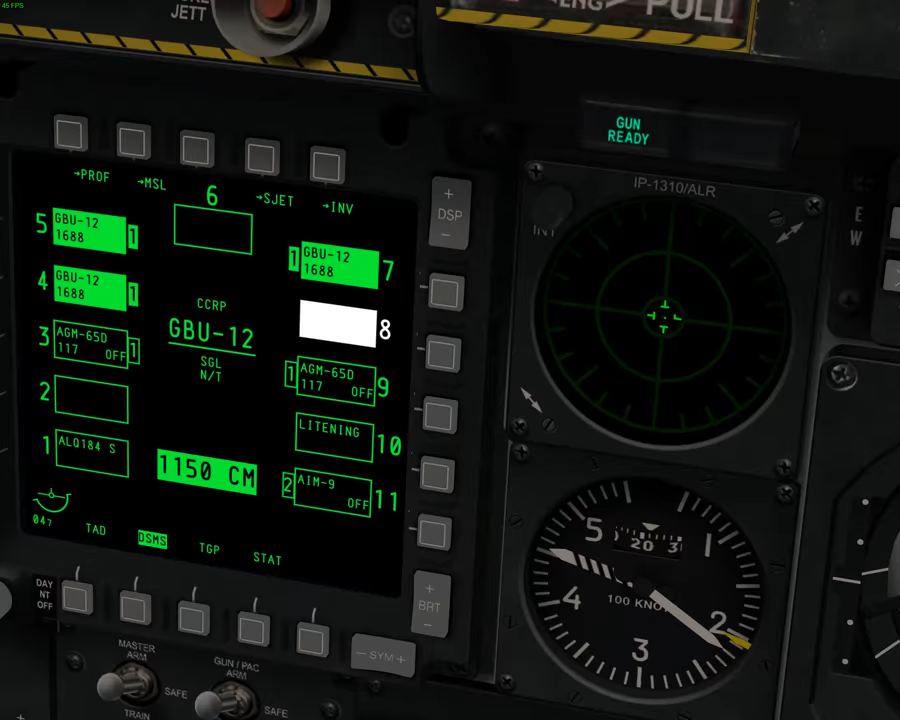 45 FPS
JETT
PULL
GUN
READY
IP-1310/ALR
INT
E
W
→PROF
→MSL
6
→SJET
→INV
+
DSP
-
5
GBU-12
1688
1
4
GBU-12
1688
1
3
AGM-65D
117 OFF
1
2
1
ALQ184 S
CCRP
GBU-12
SGL
N/T
1150 CM
1
GBU-12
1688
7
8
1
AGM-65D
117 OFF
9
LITENING
10
2
AIM-9
OFF
11
047
TAD
DSMS
TGP
STAT
DAY
NT
OFF
+
BRT
-
- SYM +
5
1
20 3
4
2
3
MASTER
ARM
SAFE
TRAIN
GUN / PAC
ARM
SAFE